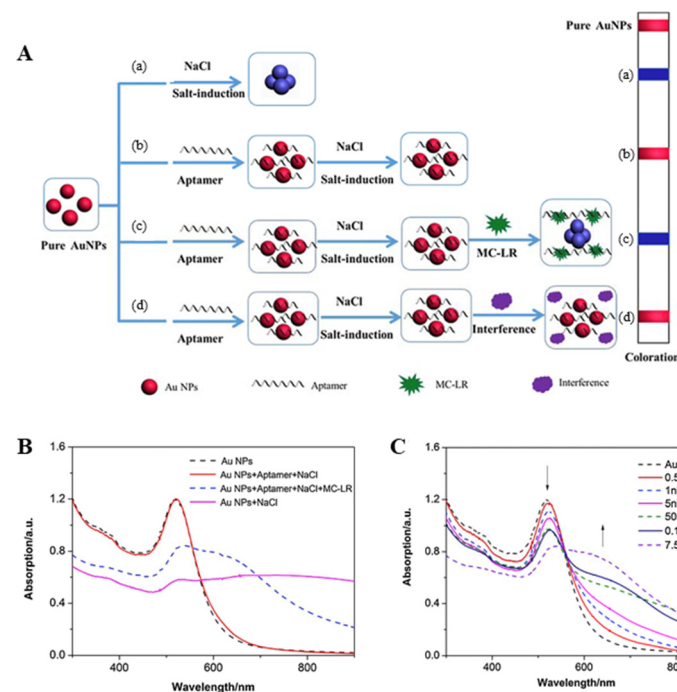 A
Pure AuNPs
(a)
NaCl
Salt-induction
(a)
(b)
Aptamer
NaCl
Salt-induction
(b)
Pure AuNPs
(c)
Aptamer
NaCl
Salt-induction
MC-LR
(c)
(d)
Aptamer
NaCl
Salt-induction
Interference
(d)
Coloration
Au NPs
Aptamer
MC-LR
Interference
B
Absorption/a.u.
1.6
1.2
0.8
0.4
0.0
400 600 800
Wavelength/nm
Au NPs
Au NPs+Aptamer+NaCl
Au NPs+Aptamer+NaCl+MC-LR
Au NPs+NaCl
C
Absorption/a.u.
1.6
1.2
0.8
0.4
0.0
400 600
Wavelength/nm
Au
0.5
1n
5n
50
0.1
7.5